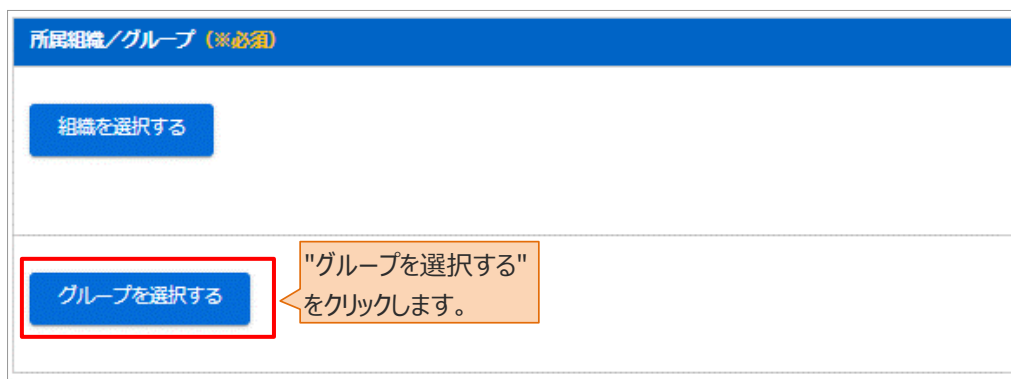 所属組織／グループ（※必須）
組織を選択する
グループを選択する
"グループを選択する"
をクリックします。